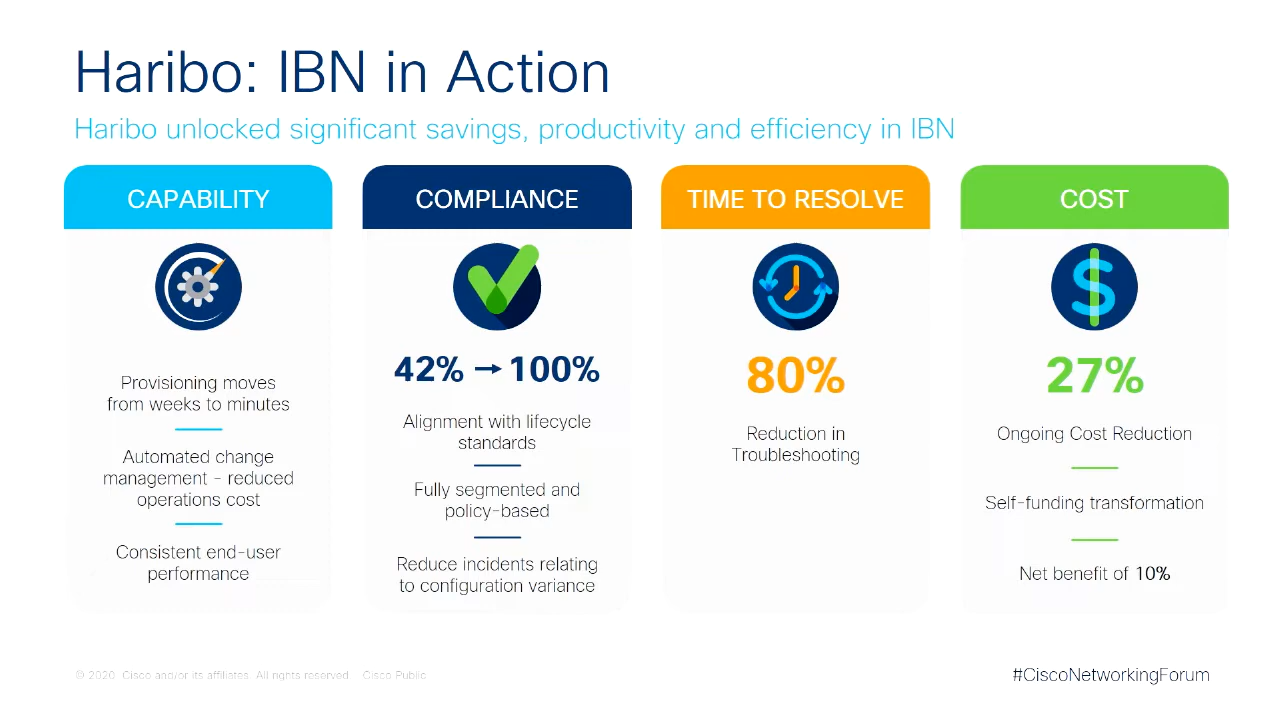 Haribo: IBN in Action
Haribo unlocked significant savings, productivity and efficiency in IBN
CAPABILITY
Provisioning moves
from weeks to minutes
Automated change
management - reduced
operations cost
Consistent end-user
performance
COMPLIANCE
42% → 100%
Alignment with lifecycle
standards
Fully segmented and
policy-based
Reduce incidents relating
to configuration variance
TIME TO RESOLVE
80%
Reduction in
Troubleshooting
COST
$
27%
Ongoing Cost Reduction
Self-funding transformation
Net benefit of 10%
© 2020 Cisco and/or its affiliates. All rights reserved. Cisco Public
#CiscoNetworkingForum